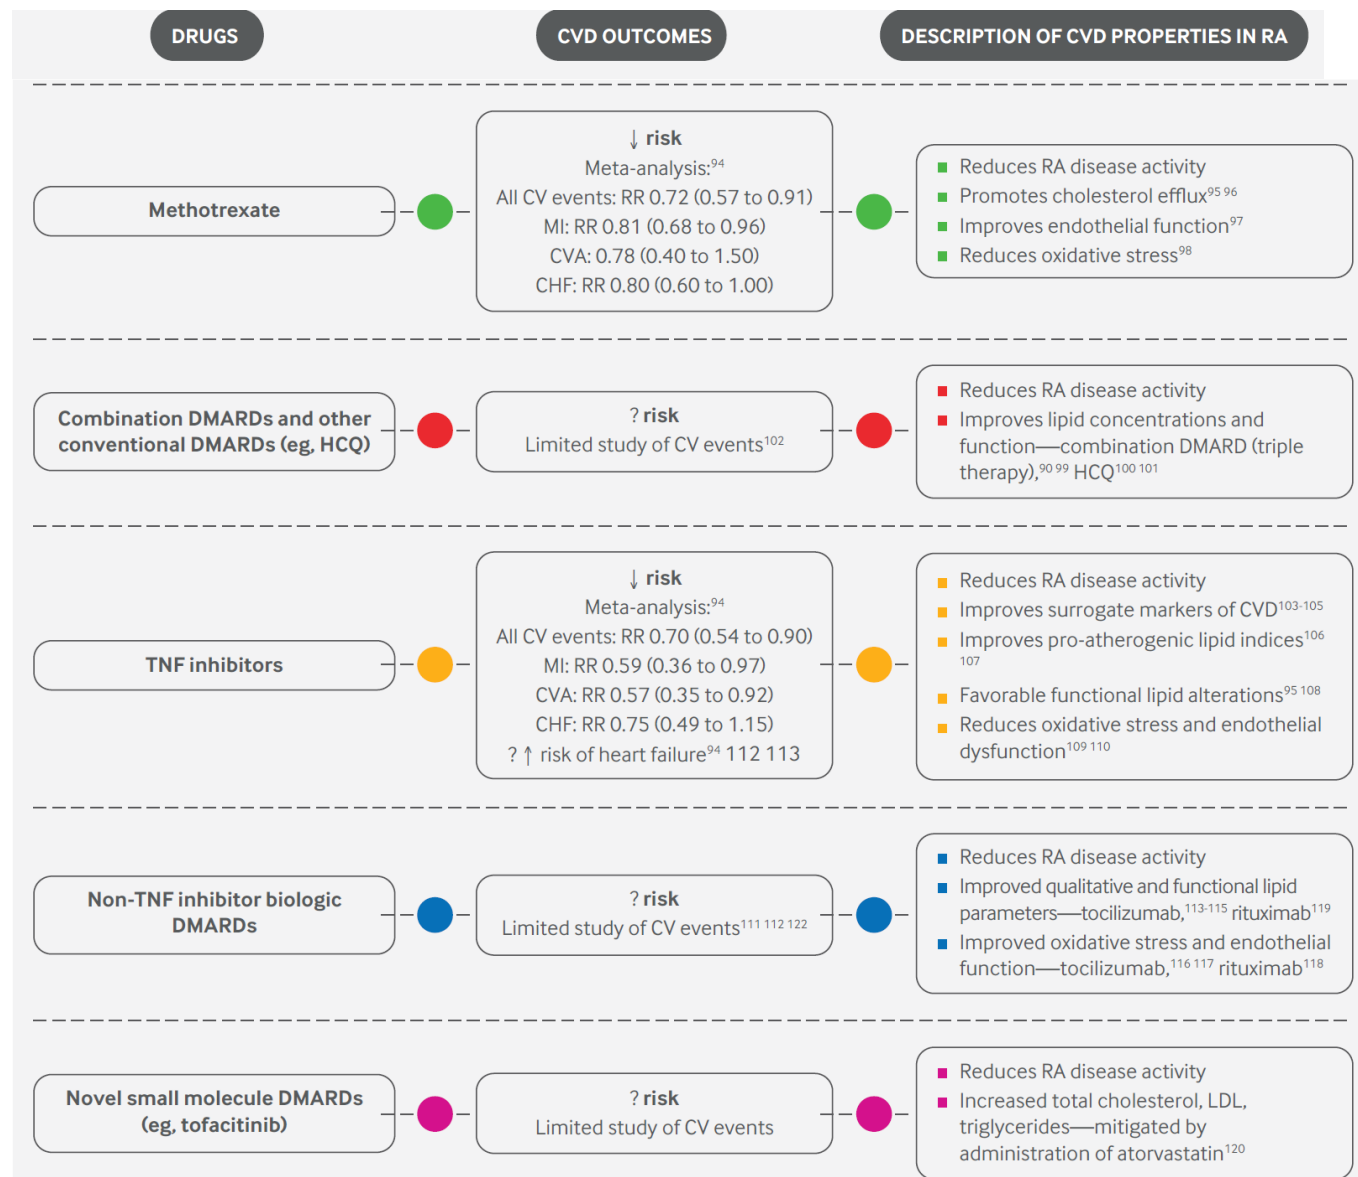 DRUGS
CVD OUTCOMES
DESCRIPTION OF CVD PROPERTIES IN RA
Methotrexate
↓ risk
Meta-analysis:94
All CV events: RR 0.72 (0.57 to 0.91)
MI: RR 0.81 (0.68 to 0.96)
CVA: 0.78 (0.40 to 1.50)
CHF: RR 0.80 (0.60 to 1.00)
Reduces RA disease activity
Promotes cholesterol efflux95 96
Improves endothelial function97
Reduces oxidative stress98
Combination DMARDs and other
conventional DMARDs (eg, HCQ)
? risk
Limited study of CV events102
Reduces RA disease activity
Improves lipid concentrations and
function—combination DMARD (triple
therapy),90 99 HCQ100 101
TNF inhibitors
↓ risk
Meta-analysis:94
All CV events: RR 0.70 (0.54 to 0.90)
MI: RR 0.59 (0.36 to 0.97)
CVA: RR 0.57 (0.35 to 0.92)
CHF: RR 0.75 (0.49 to 1.15)
? ↑ risk of heart failure94 112 113
Reduces RA disease activity
Improves surrogate markers of CVD103-105
Improves pro-atherogenic lipid indices106
107
Favorable functional lipid alterations95 108
Reduces oxidative stress and endothelial
dysfunction109 110
Non-TNF inhibitor biologic
DMARDs
? risk
Limited study of CV events111 112 122
Reduces RA disease activity
Improved qualitative and functional lipid
parameters—tocilizumab,113-115 rituximab119
Improved oxidative stress and endothelial
function—tocilizumab,116 117 rituximab118
Novel small molecule DMARDs
(eg, tofacitinib)
? risk
Limited study of CV events
Reduces RA disease activity
Increased total cholesterol, LDL,
triglycerides—mitigated by
administration of atorvastatin120